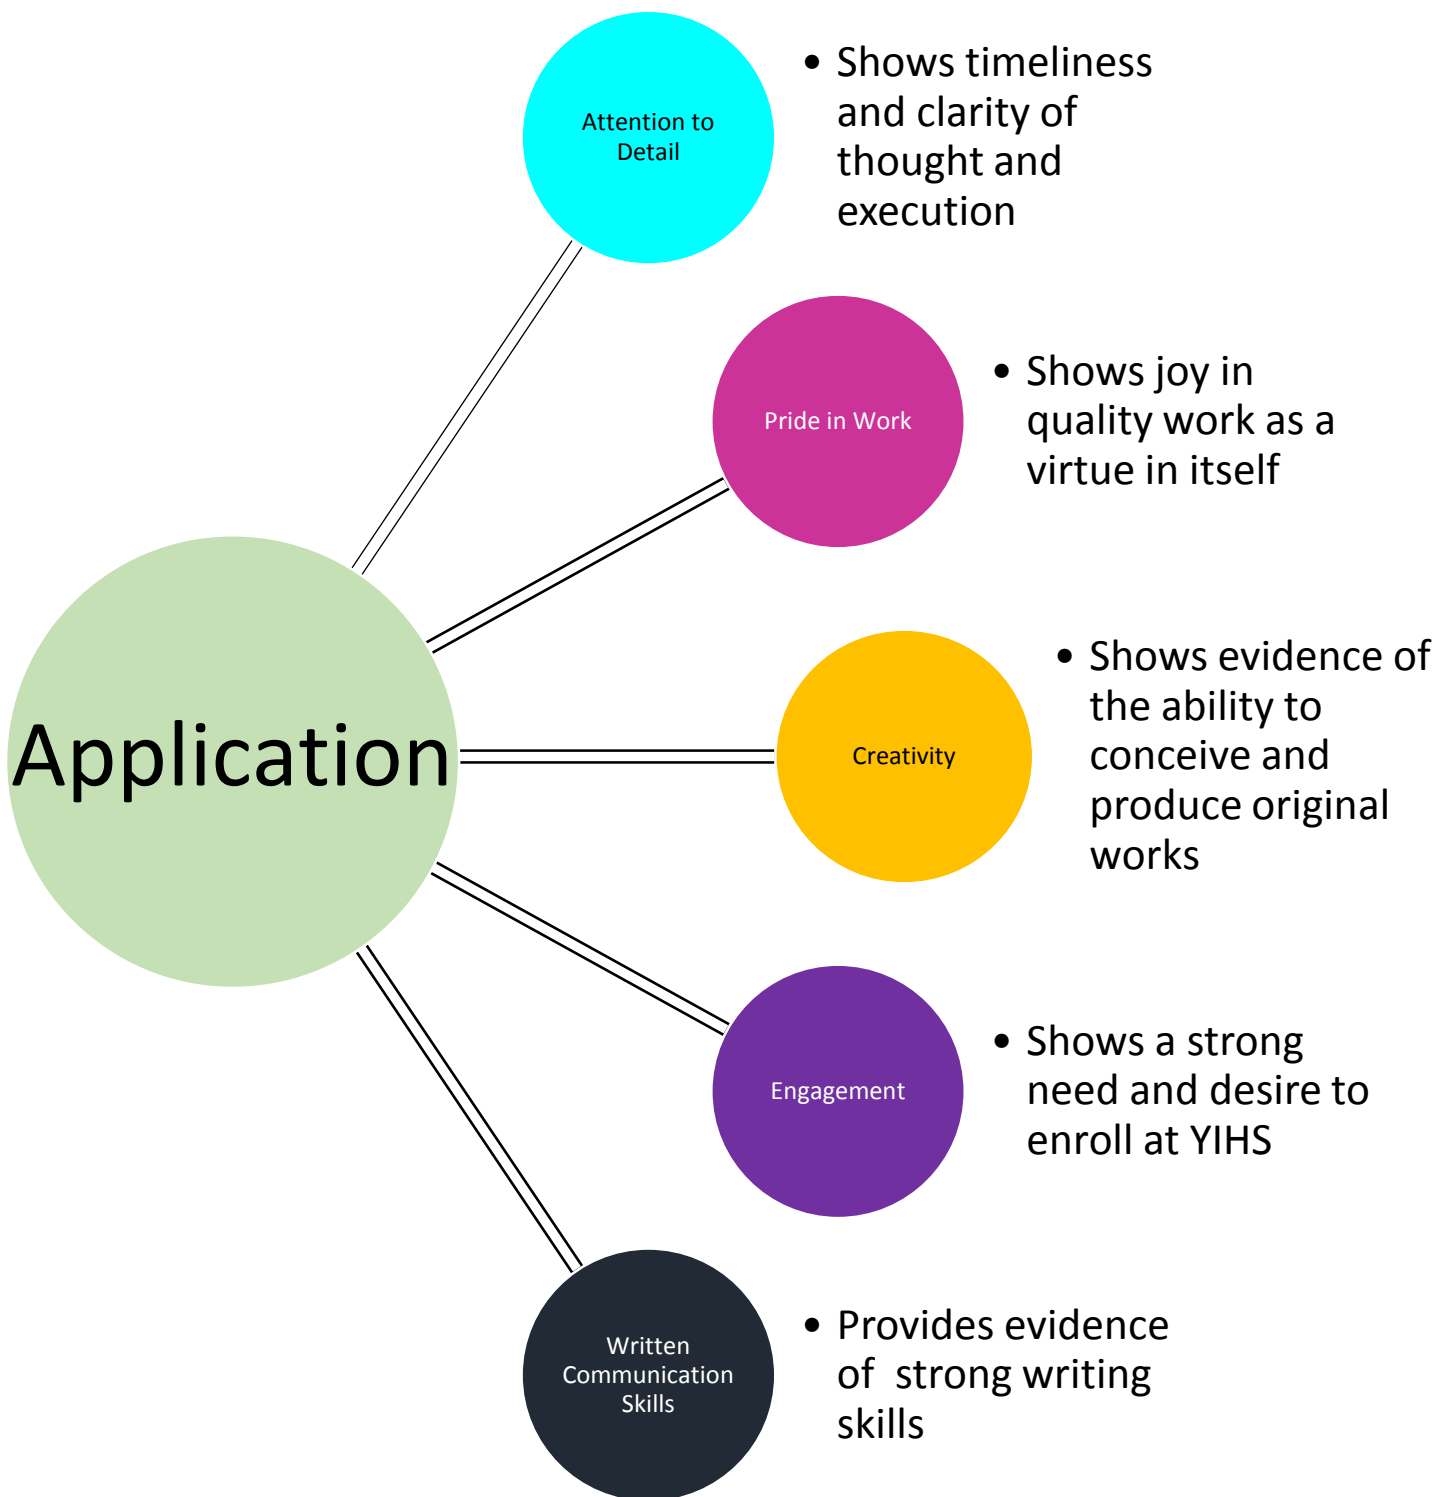 Application
Attention to
Detail
• Shows timeliness
and clarity of
thought and
execution
Pride in Work
• Shows joy in
quality work as a
virtue in itself
Creativity
• Shows evidence of
the ability to
conceive and
produce original
works
Engagement
• Shows a strong
need and desire to
enroll at YIHS
Written
Communication
Skills
• Provides evidence
of  strong writing
skills